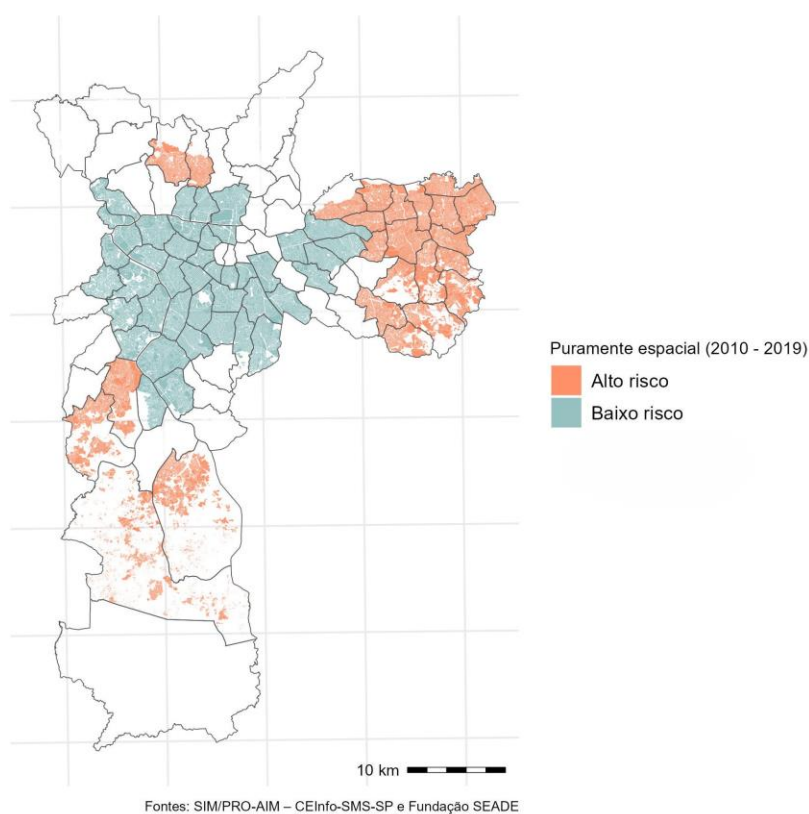 Puramente espacial (2010 - 2019)
Alto risco
Baixo risco
10 km
Fontes: SIM/PRO-AIM – CEInfo-SMS-SP e Fundação SEADE